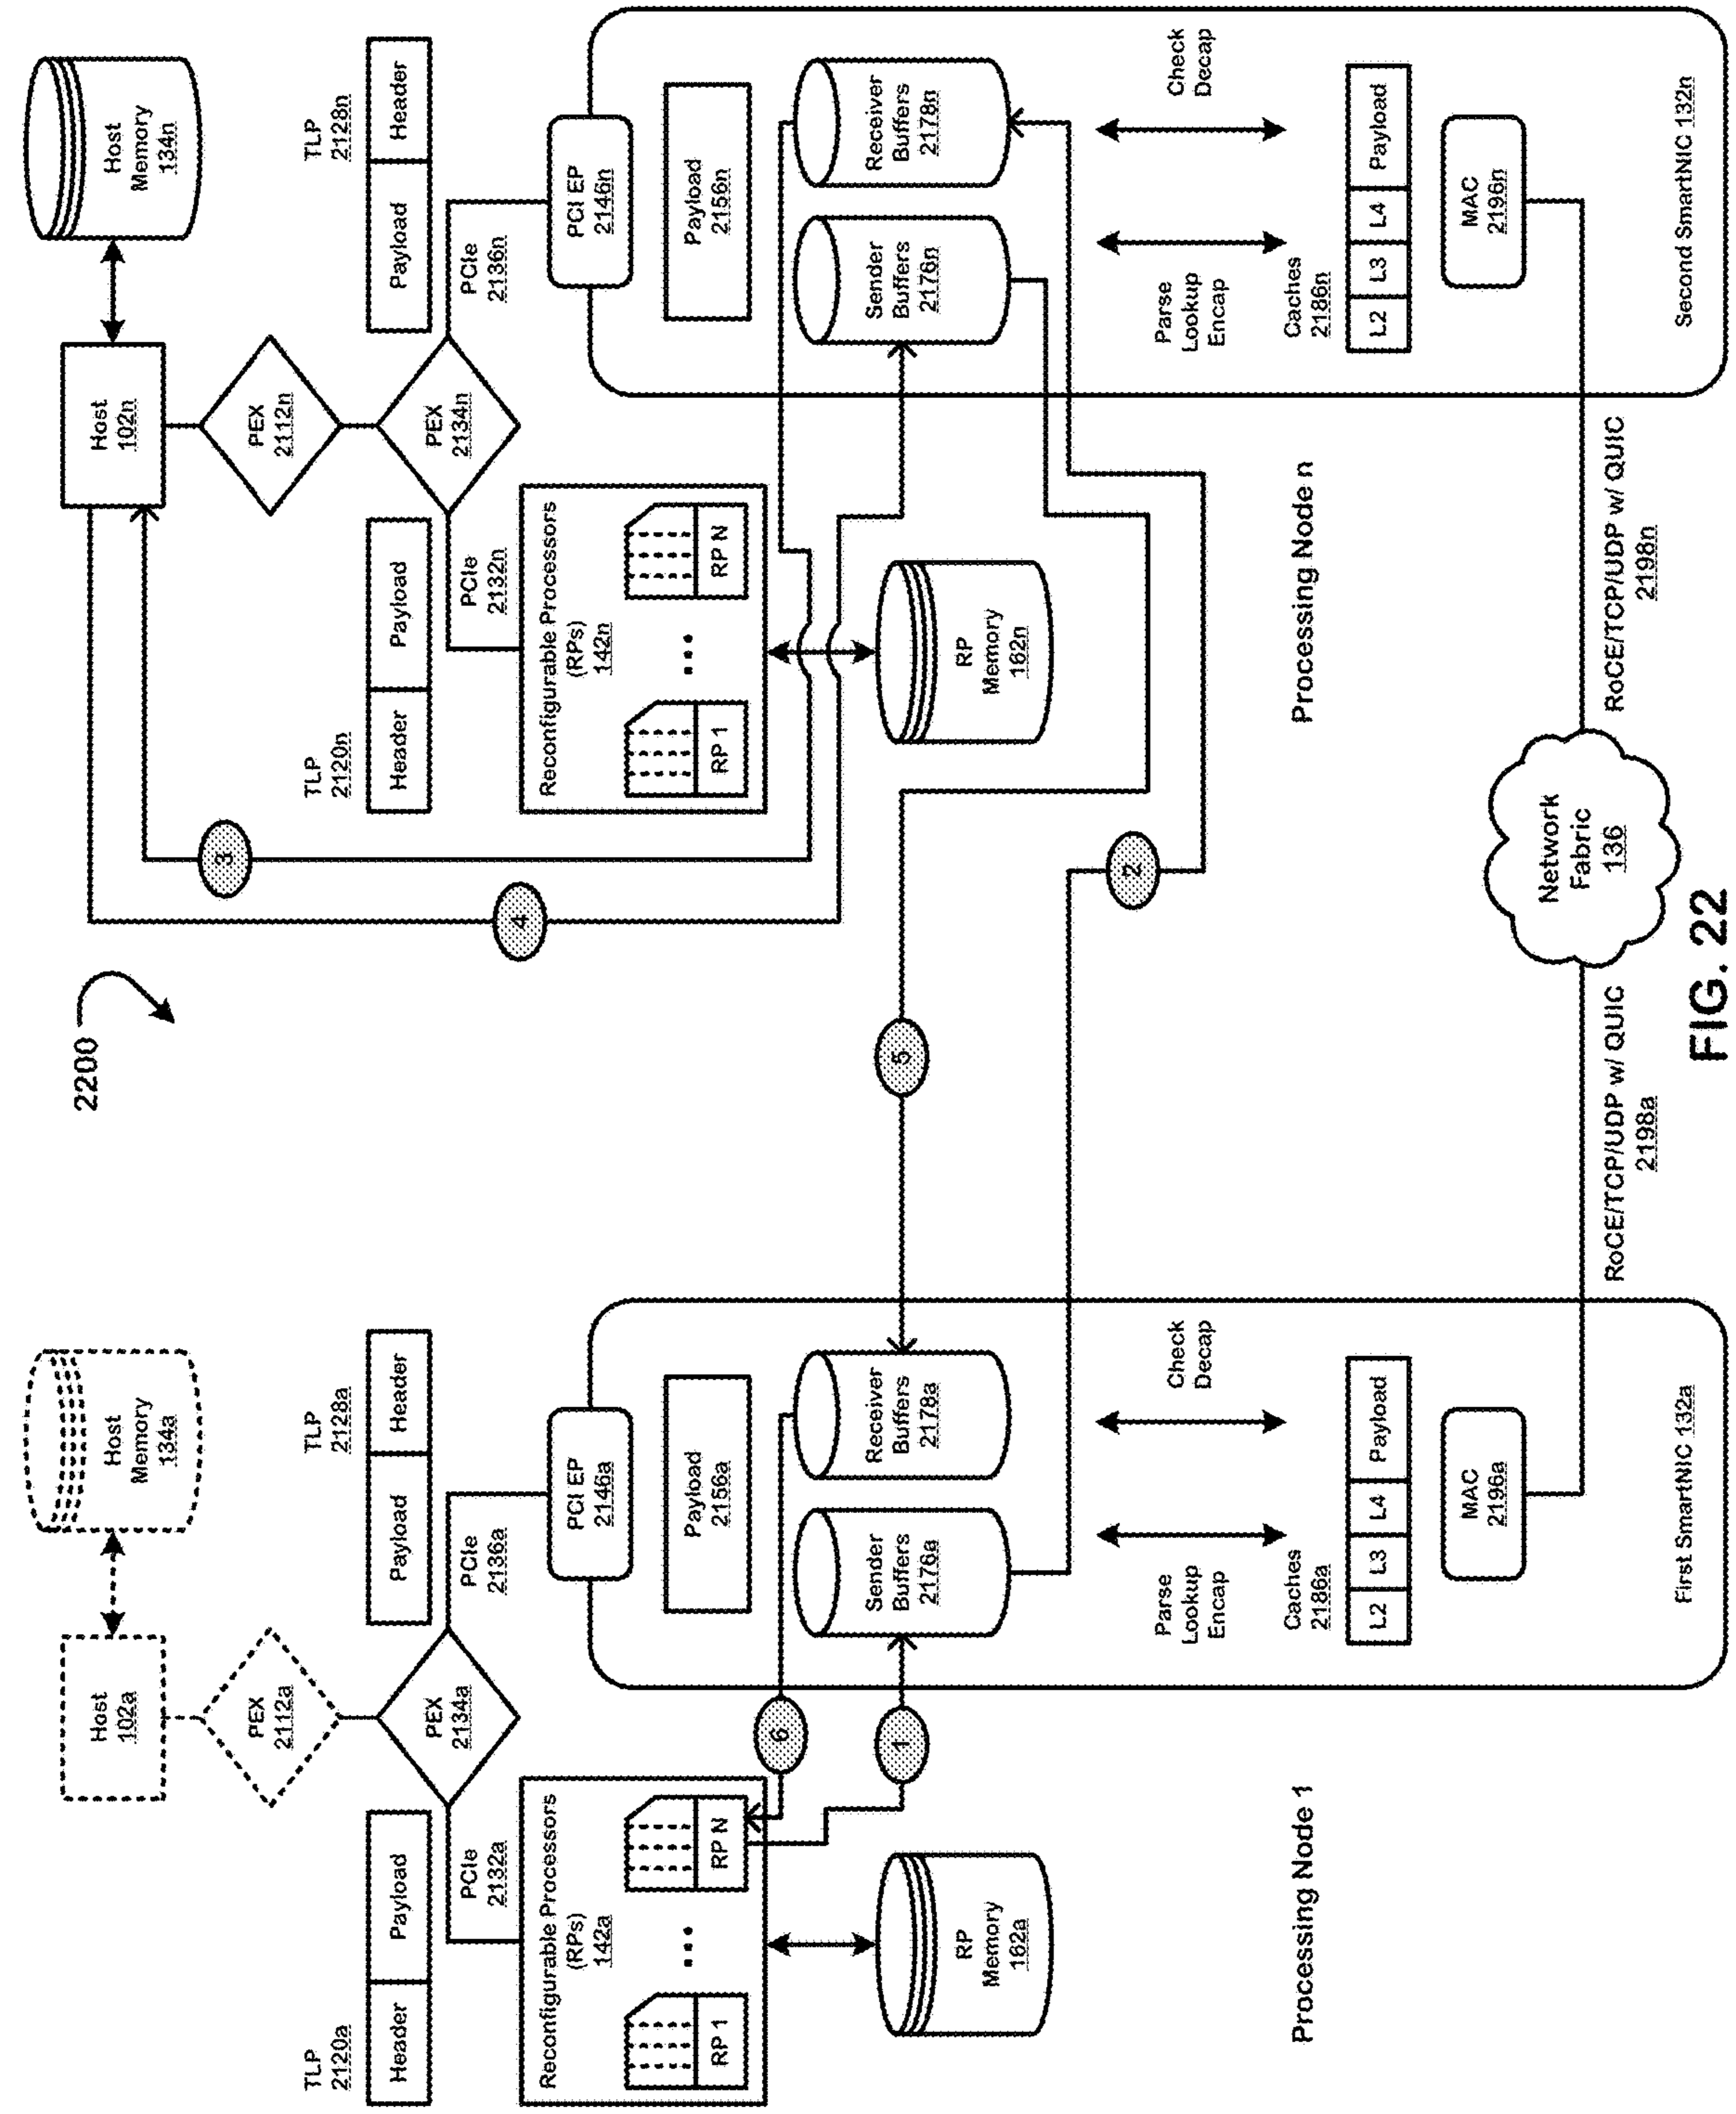 2200
Host
102a
Host
Memory
134a
PEX
2112a
TLP
2120a
Header
Payload
PEX
2134a
TLP
2128a
Payload
Header
PCIe
2132a
PCIe
2136a
Reconfigurable Processors
(RPs)
142a
RP 1
...
RP N
RP
Memory
162a
6
1
PCI EP
2146a
Payload
2156a
Sender
Buffers
2176a
Receiver
Buffers
2178a
Parse
Lookup
Encap
Check
Decap
Caches
2186a
L2
L3
L4
Payload
MAC
2196a
First SmartNIC 132a
Processing Node 1
5
2
3
4
Host
102n
Host
Memory
134n
PEX
2112n
TLP
2120n
Header
Payload
PEX
2134n
TLP
2128n
Payload
Header
PCIe
2132n
PCIe
2136n
Reconfigurable Processors
(RPs)
142n
RP 1
...
RP N
RP
Memory
162n
PCI EP
2146n
Payload
2156n
Sender
Buffers
2176n
Receiver
Buffers
2178n
Parse
Lookup
Encap
Check
Decap
Caches
2186n
L2
L3
L4
Payload
MAC
2196n
Second SmartNIC 132n
Processing Node n
RoCE/TCP/UDP w/ QUIC
2198a
Network
Fabric
136
RoCE/TCP/UDP w/ QUIC
2198n
FIG. 22